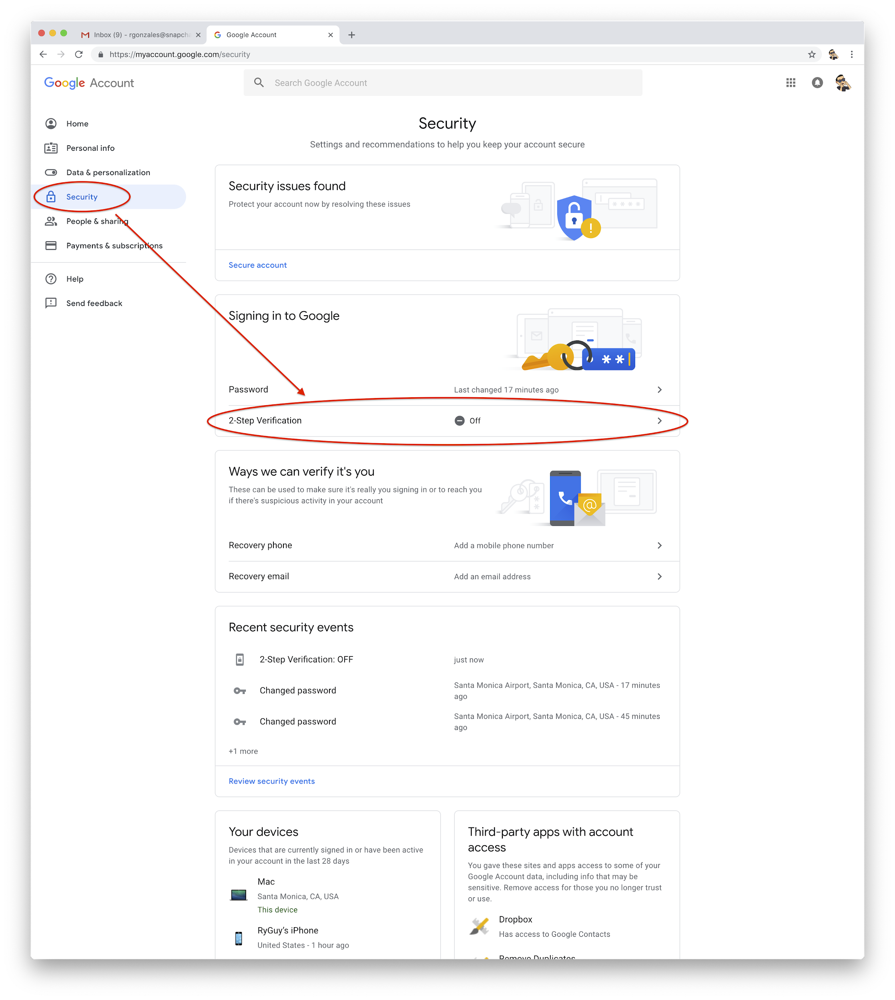 Inbox (9) - rgonzales@snapcha
Google Account
https://myaccount.google.com/security
Google Account
Search Google Account
Home
Personal info
Data & personalization
Security
People & sharing
Payments & subscriptions
Help
Send feedback
Security
Settings and recommendations to help you keep your account secure
Security issues found
Protect your account now by resolving these issues
* * * *
!
Secure account
Signing in to Google
* *
Password
Last changed 17 minutes ago
2-Step Verification
Off
Ways we can verify it's you
These can be used to make sure it's really you signing in or to reach you
if there's suspicious activity in your account
@
Recovery phone
Add a mobile phone number
Recovery email
Add an email address
Recent security events
2-Step Verification: OFF
just now
Changed password
Santa Monica Airport, Santa Monica, CA, USA - 17 minutes
ago
Changed password
Santa Monica Airport, Santa Monica, CA, USA - 45 minutes
ago
+1 more
Review security events
Your devices
Devices that are currently signed in or have been active
in your account in the last 28 days
Mac
Santa Monica, CA, USA
This device
RyGuy’s iPhone
United States - 1 hour ago
Third-party apps with account
access
You gave these sites and apps access to some of your
Google Account data, including info that may be
sensitive. Remove access for those you no longer trust
or use.
Dropbox
Has access to Google Contacts
Remove Duplicates